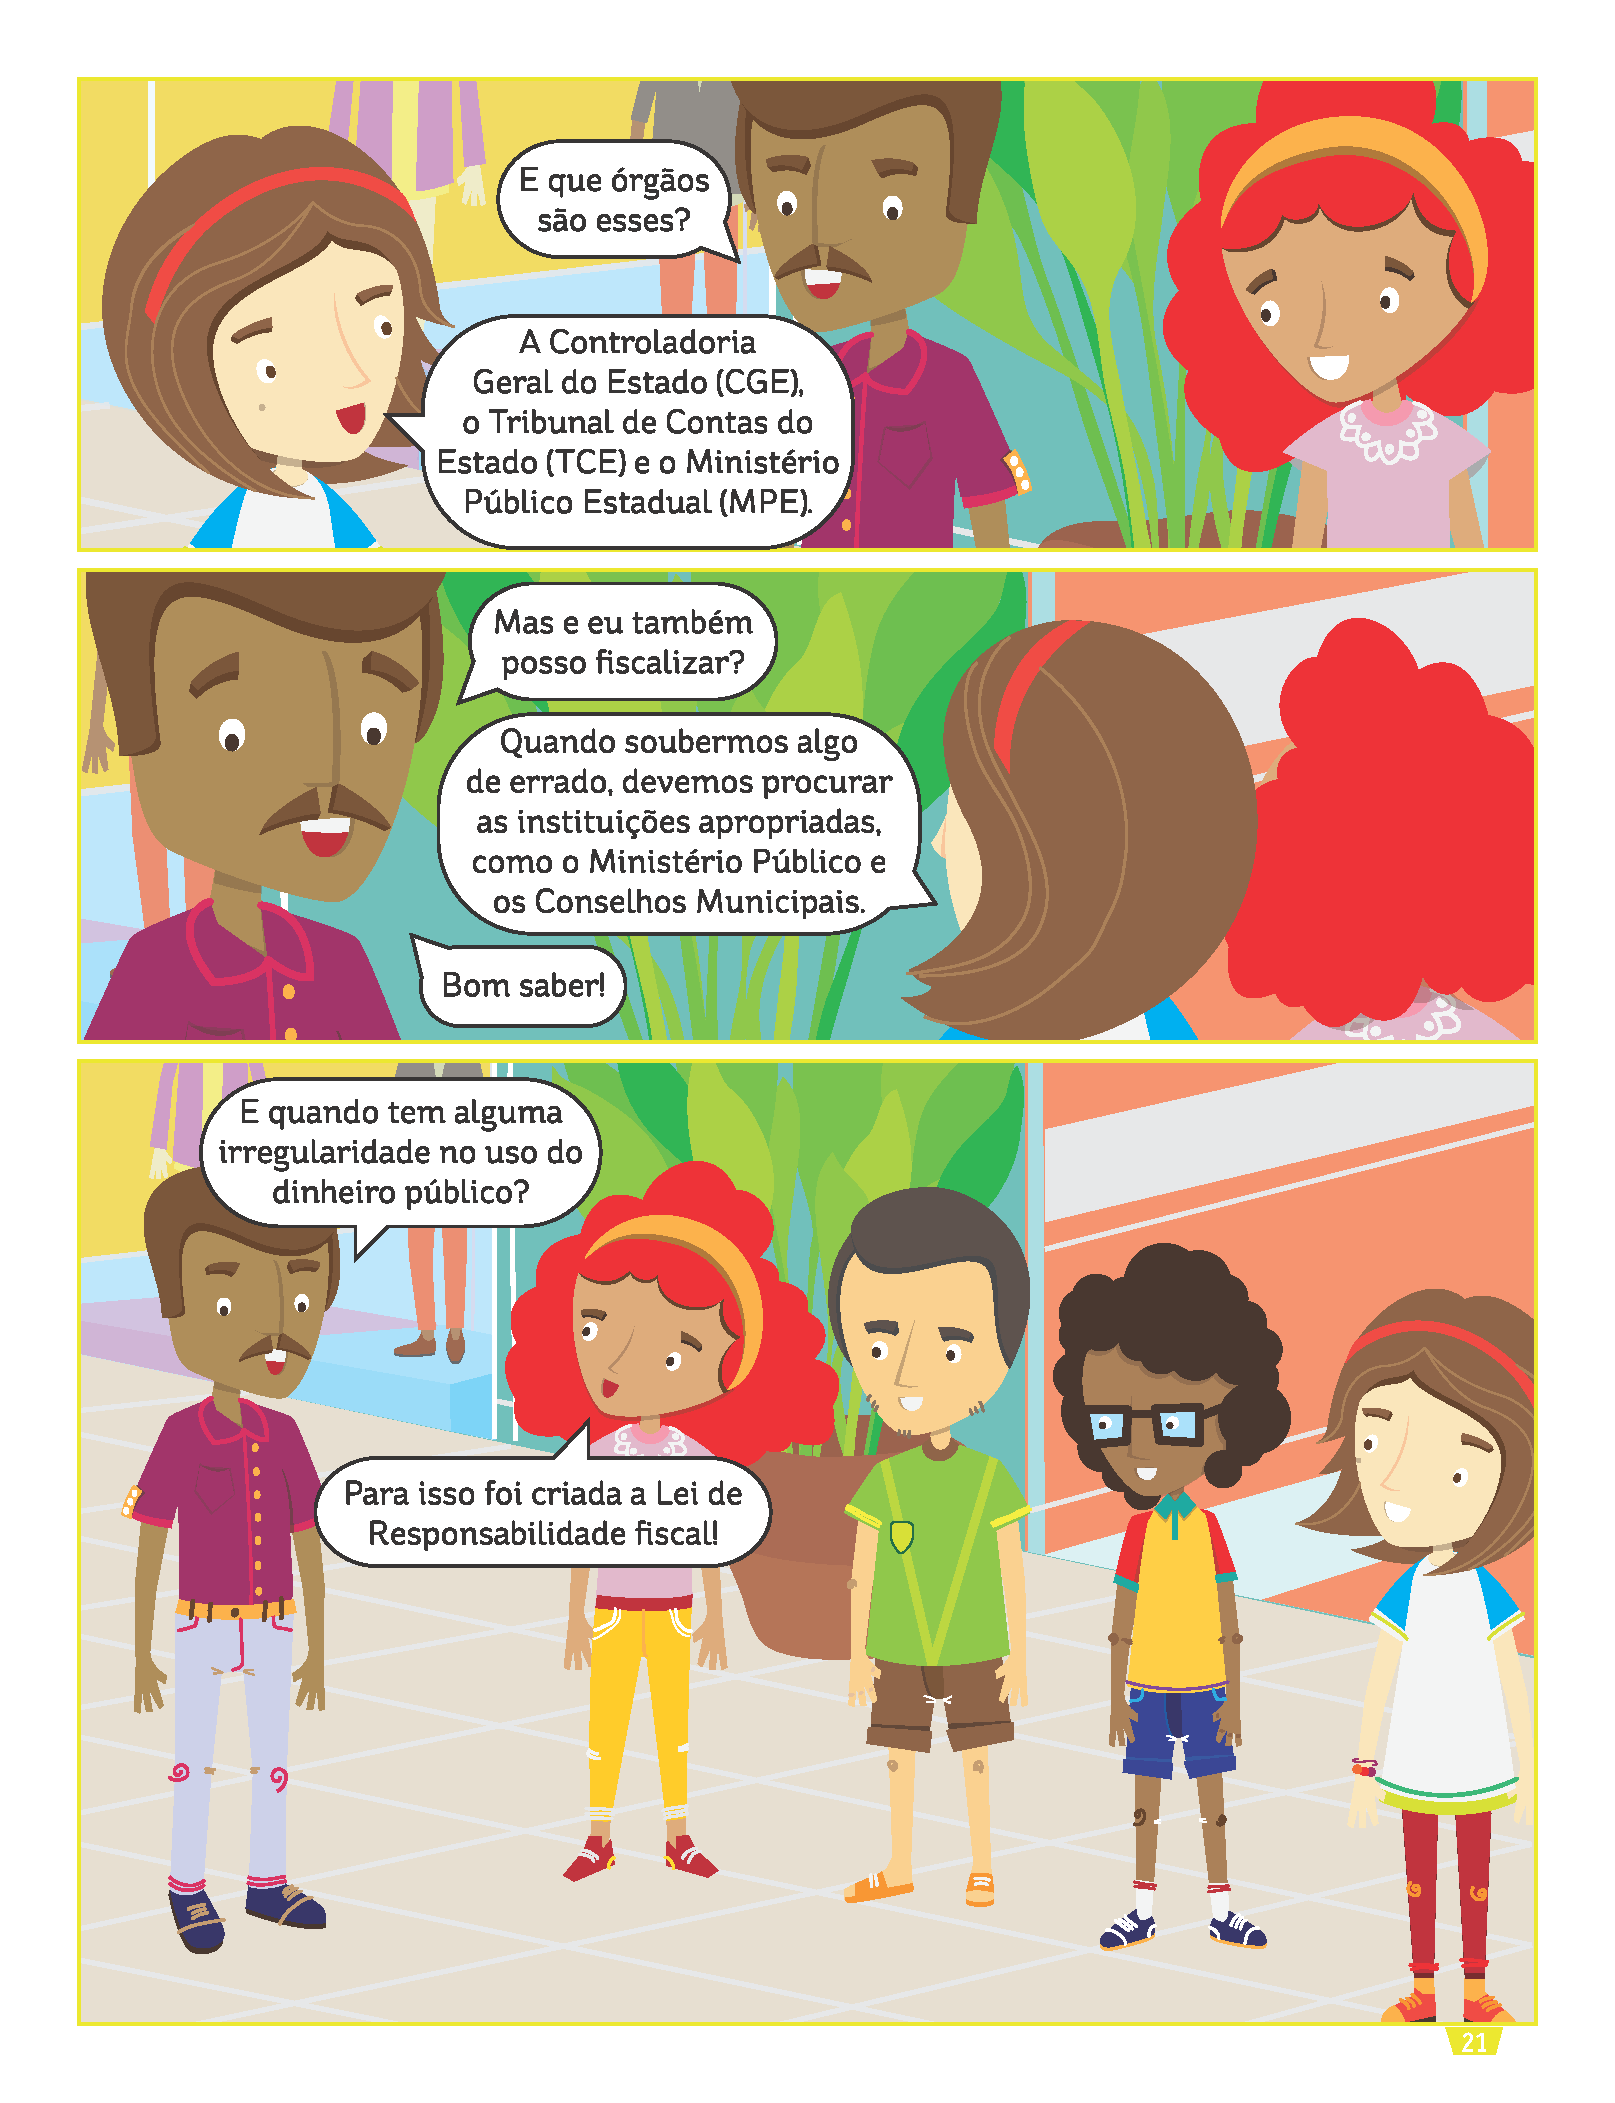 E que órgãos
são esses?
A Controladoria
Geral do Estado (CGE),
o Tribunal de Contas do
Estado (TCE) e o Ministério
Público Estadual (MPE).
Mas e eu também
posso fiscalizar?
Quando soubermos algo
de errado, devemos procurar
as instituições apropriadas,
como o Ministério Público e
os Conselhos Municipais.
Bom saber!
E quando tem alguma
irregularidade no uso do
dinheiro público?
Para isso foi criada a Lei de
Responsabilidade fiscal!
21